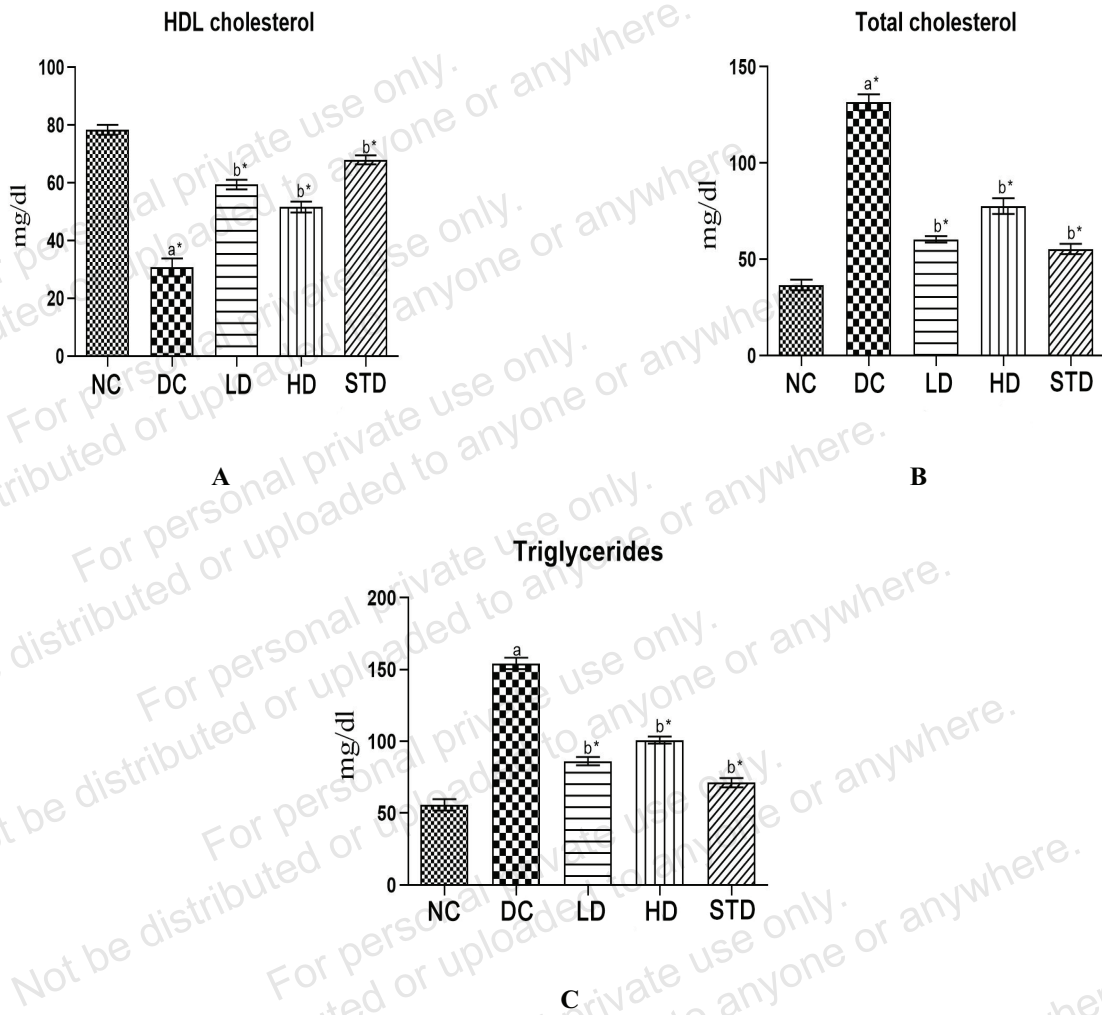 HDL cholesterol
100
80
60
40
20
0
mg/dl
a*
b*
b*
b*
NC DC LD HD STD
A
Total cholesterol
150
100
50
0
mg/dl
a*
b*
b*
b*
NC DC LD HD STD
B
Triglycerides
200
150
100
50
0
mg/dl
a
b*
b*
b*
NC DC LD HD STD
C
For personal private use only.
Not be distributed or uploaded to anyone or anywhere.